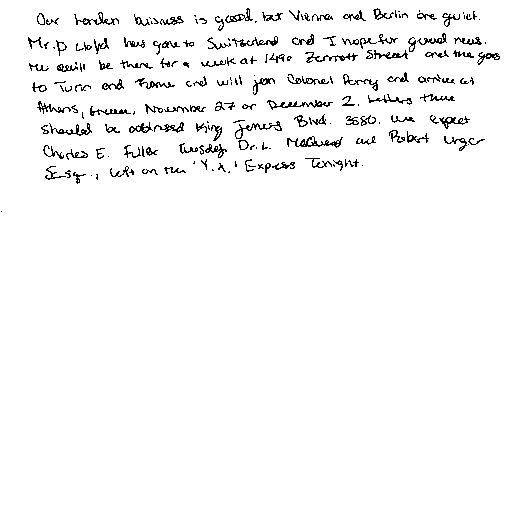 Our London buisness is good, but Vienna and Berlin are quiet.
Mr. D Lloyd has gone to Switzerland and I hope for good news.
He will be there for a week at 1490 Zermott Street and the goes
to Turin and Rome and will join Colonel Parry and arrive at
Athens, Greece, November 27 or December 2. Letters there
should be addressed King James Blvd. 3580. We expect
Charles E. Fuller Tuesday. Dr. L. McQuaid and Robert Unger
Esq., left on the 'Y.X.' Express Tonight.